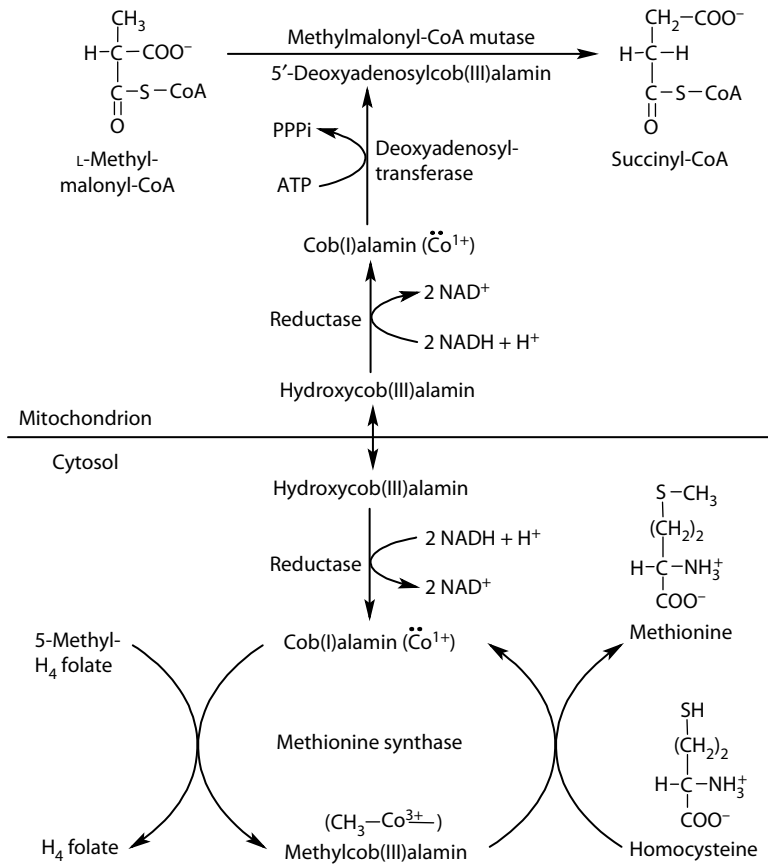 CH₃
H–C–COO⁻
C–S–CoA
O
L-Methyl-
malonyl-CoA
Methylmalonyl-CoA mutase
5′-Deoxyadenosylcob(III)alamin
CH₂–COO⁻
H–C–H
C–S–CoA
O
Succinyl-CoA
PPPi
ATP
Deoxyadenosyl-
transferase
Cob(I)alamin (C̈o¹⁺)
Reductase
2 NAD⁺
2 NADH + H⁺
Hydroxycob(III)alamin
Mitochondrion
Cytosol
Hydroxycob(III)alamin
Reductase
2 NADH + H⁺
2 NAD⁺
Cob(I)alamin (C̈o¹⁺)
S–CH₃
(CH₂)₂
H–C–NH₃⁺
COO⁻
Methionine
5-Methyl-
H₄ folate
Methionine synthase
SH
(CH₂)₂
H–C–NH₃⁺
COO⁻
Homocysteine
H₄ folate
(CH₃–Co³⁺—)
Methylcob(III)alamin